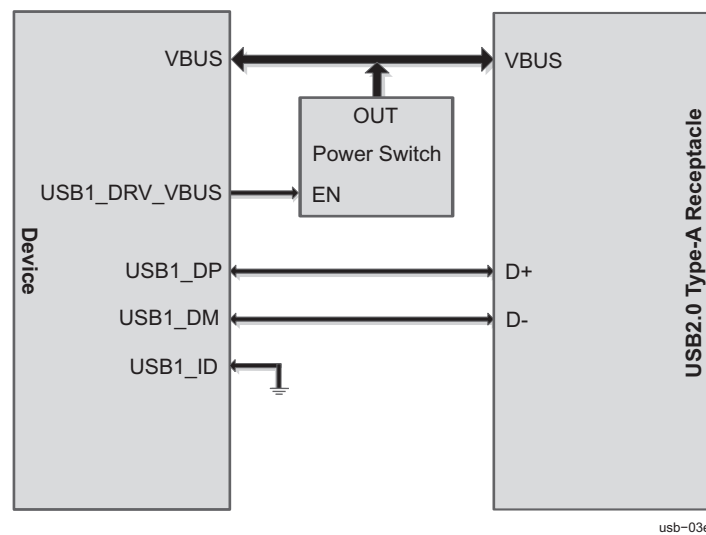 VBUS
VBUS
OUT
Power Switch
USB1_DRV_VBUS
EN
Device
USB2.0 Type-A Receptacle
USB1_DP
D+
USB1_DM
D-
USB1_ID